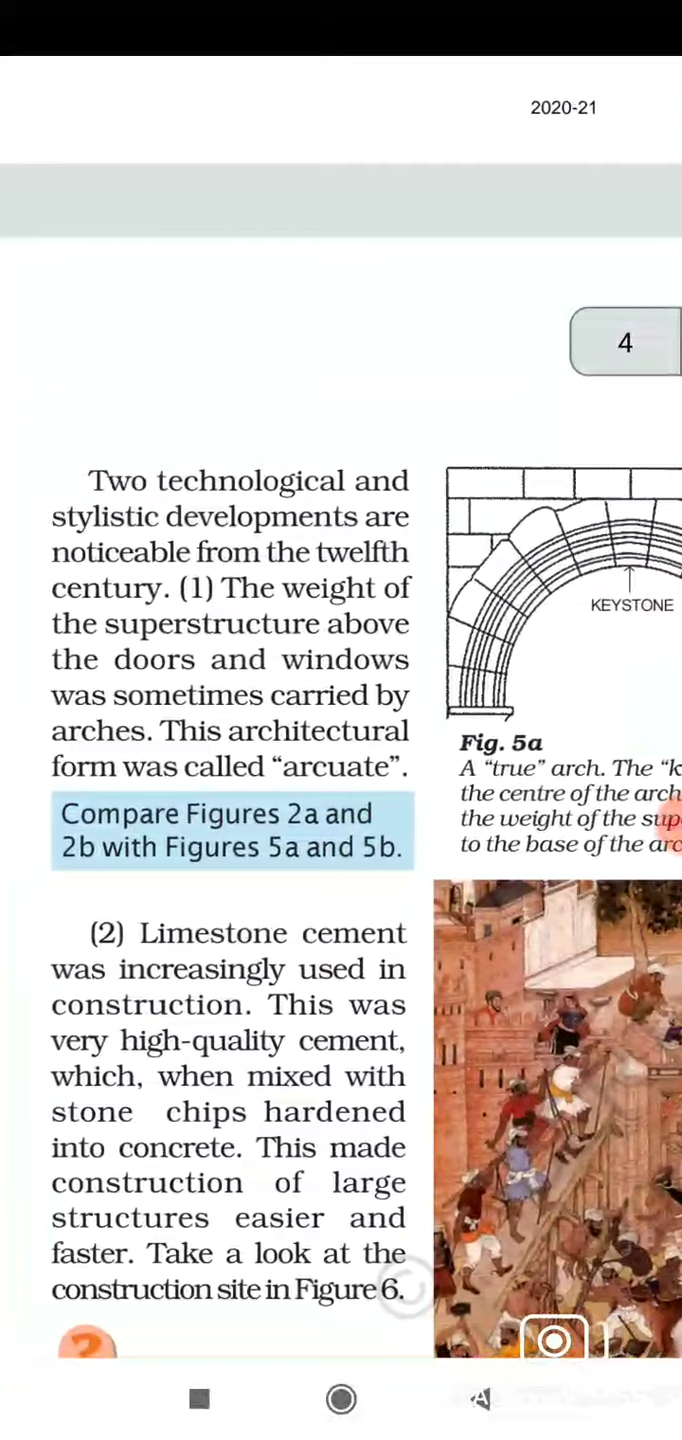 2020-21
4
Two technological and
stylistic developments are
noticeable from the twelfth
century. (1) The weight of
the superstructure above
the doors and windows
was sometimes carried by
arches. This architectural
form was called “arcuate”.
Compare Figures 2a and
2b with Figures 5a and 5b.
(2) Limestone cement
was increasingly used in
construction. This was
very high-quality cement,
which, when mixed with
stone chips hardened
into concrete. This made
construction of large
structures easier and
faster. Take a look at the
construction site in Figure 6.
?
KEYSTONE
Fig. 5a
A “true” arch. The “k
the centre of the arch
the weight of the sup
to the base of the arc